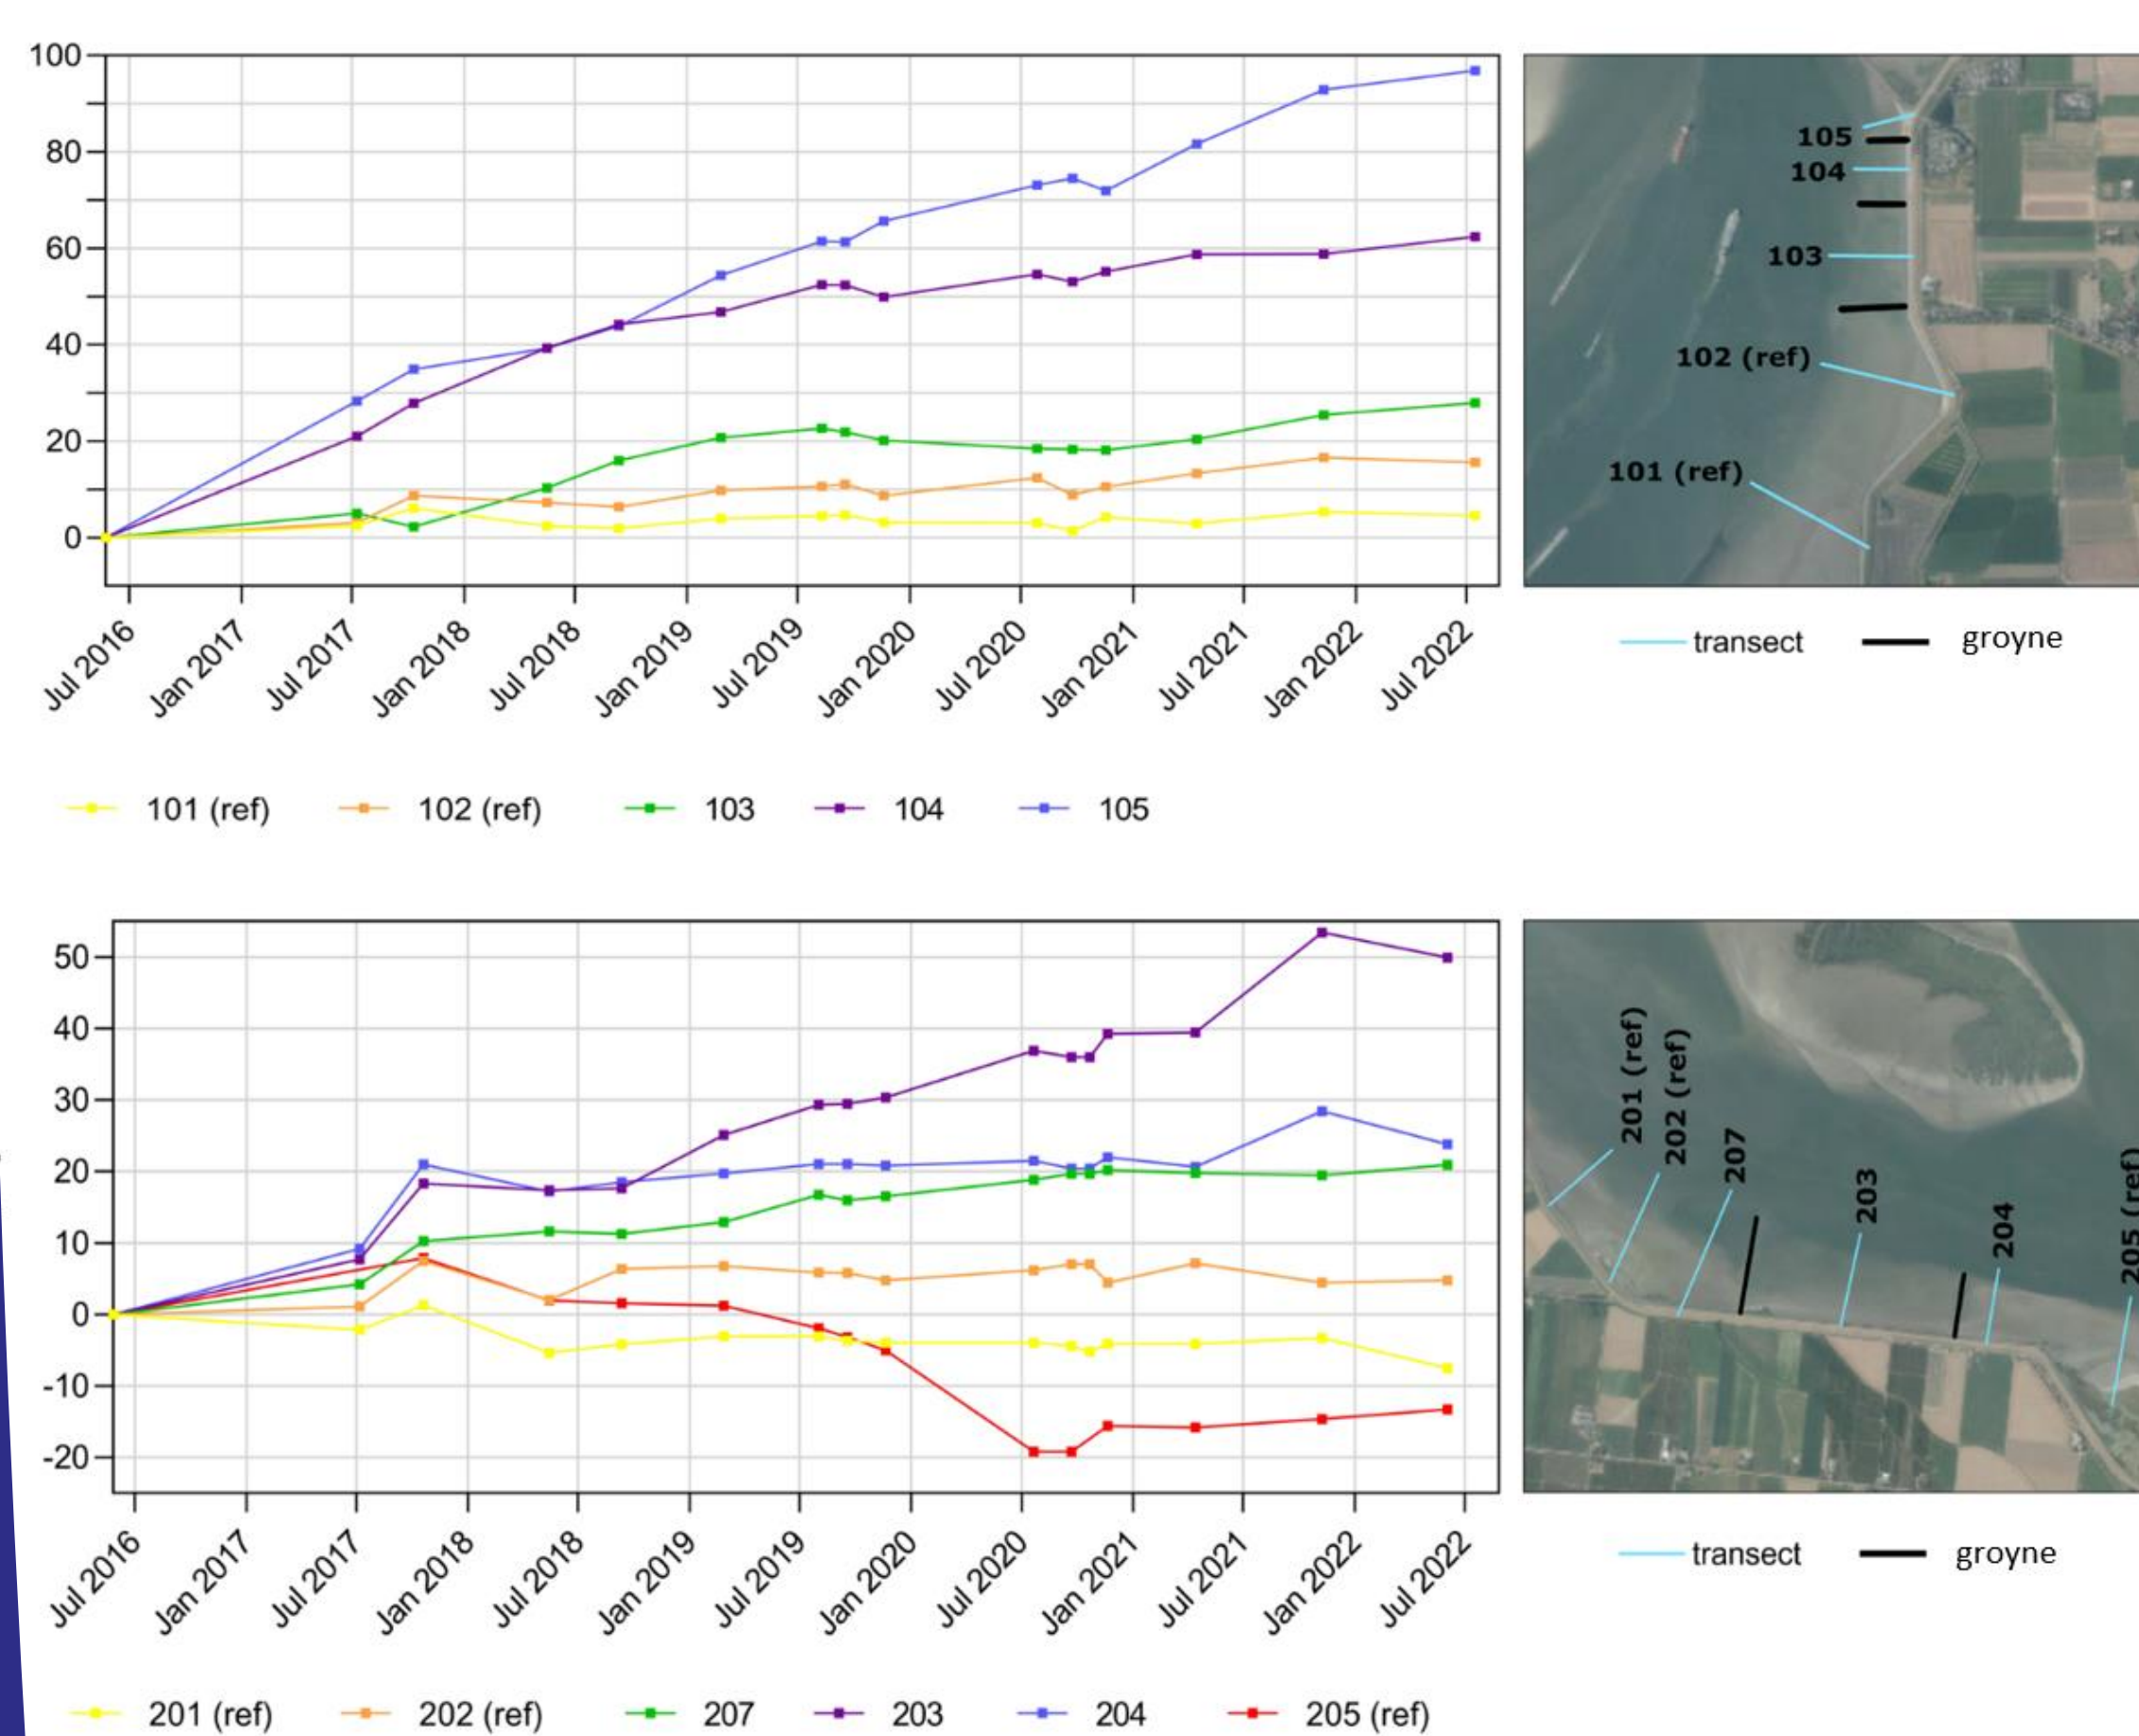 100
80
60
40
20
0
Jul 2016
Jan 2017
Jul 2017
Jan 2018
Jul 2018
Jan 2019
Jul 2019
Jan 2020
Jul 2020
Jan 2021
Jul 2021
Jan 2022
Jul 2022
101 (ref) 102 (ref) 103 104 105
105
104
103
102 (ref)
101 (ref)
transect groyne
50
40
30
20
10
0
-10
-20
Jul 2016
Jan 2017
Jul 2017
Jan 2018
Jul 2018
Jan 2019
Jul 2019
Jan 2020
Jul 2020
Jan 2021
Jul 2021
Jan 2022
Jul 2022
201 (ref) 202 (ref) 207 203 204 205 (ref)
201 (ref)
202 (ref)
207
203
204
205 (ref)
transect groyne